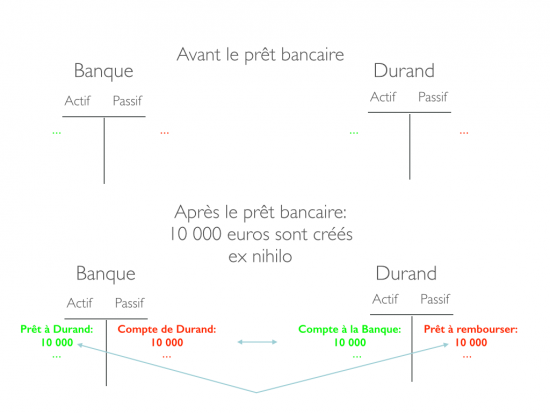 Avant le prêt bancaire
Banque Durand
Actif Passif Actif Passif
... ... ... ...
Après le prêt bancaire:
10 000 euros sont créés
ex nihilo
Banque Durand
Actif Passif Actif Passif
Prêt à Durand: Compte de Durand: Compte à la Banque: Prêt à rembourser:
10 000 10 000 10 000 10 000
... ... ... ...